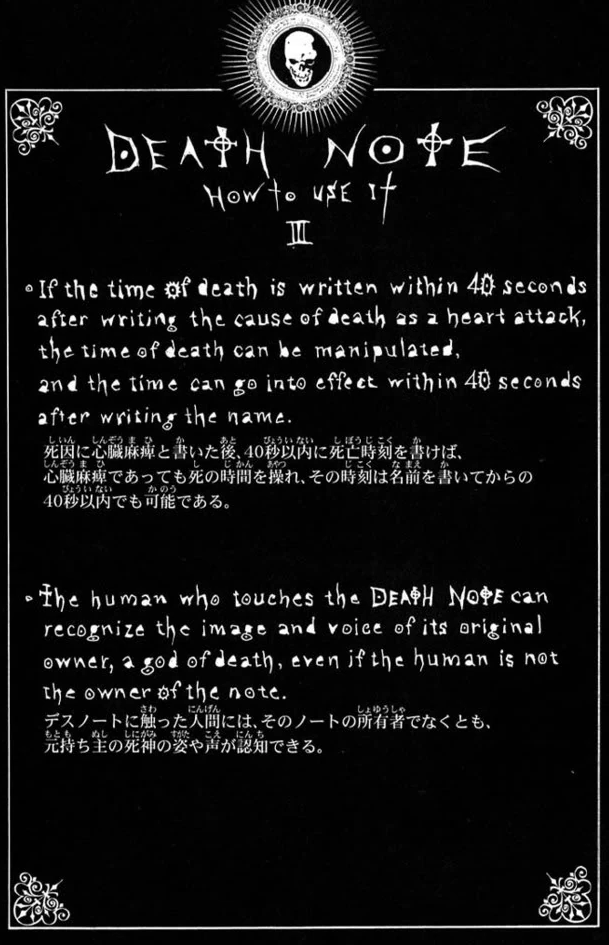 DEATH NOTE
HOW to USE IT
III
If the time of death is written within 40 seconds
after writing the cause of death as a heart attack,
the time of death can be manipulated,
and the time can go into effect within 40 seconds
after writing the name.
死因に心臓麻痺と書いた後、40秒以内に死亡時刻を書けば、
心臓麻痺であっても死の時間を操れ、その時刻は名前を書いてからの
40秒以内でも可能である。
The human who touches the DEATH NOTE can
recognize the image and voice of its original
owner, a god of death, even if the human is not
the owner of the note.
デスノートに触った人間には、そのノートの所有者でなくとも、
元持ち主の死神の姿や声が認知できる。